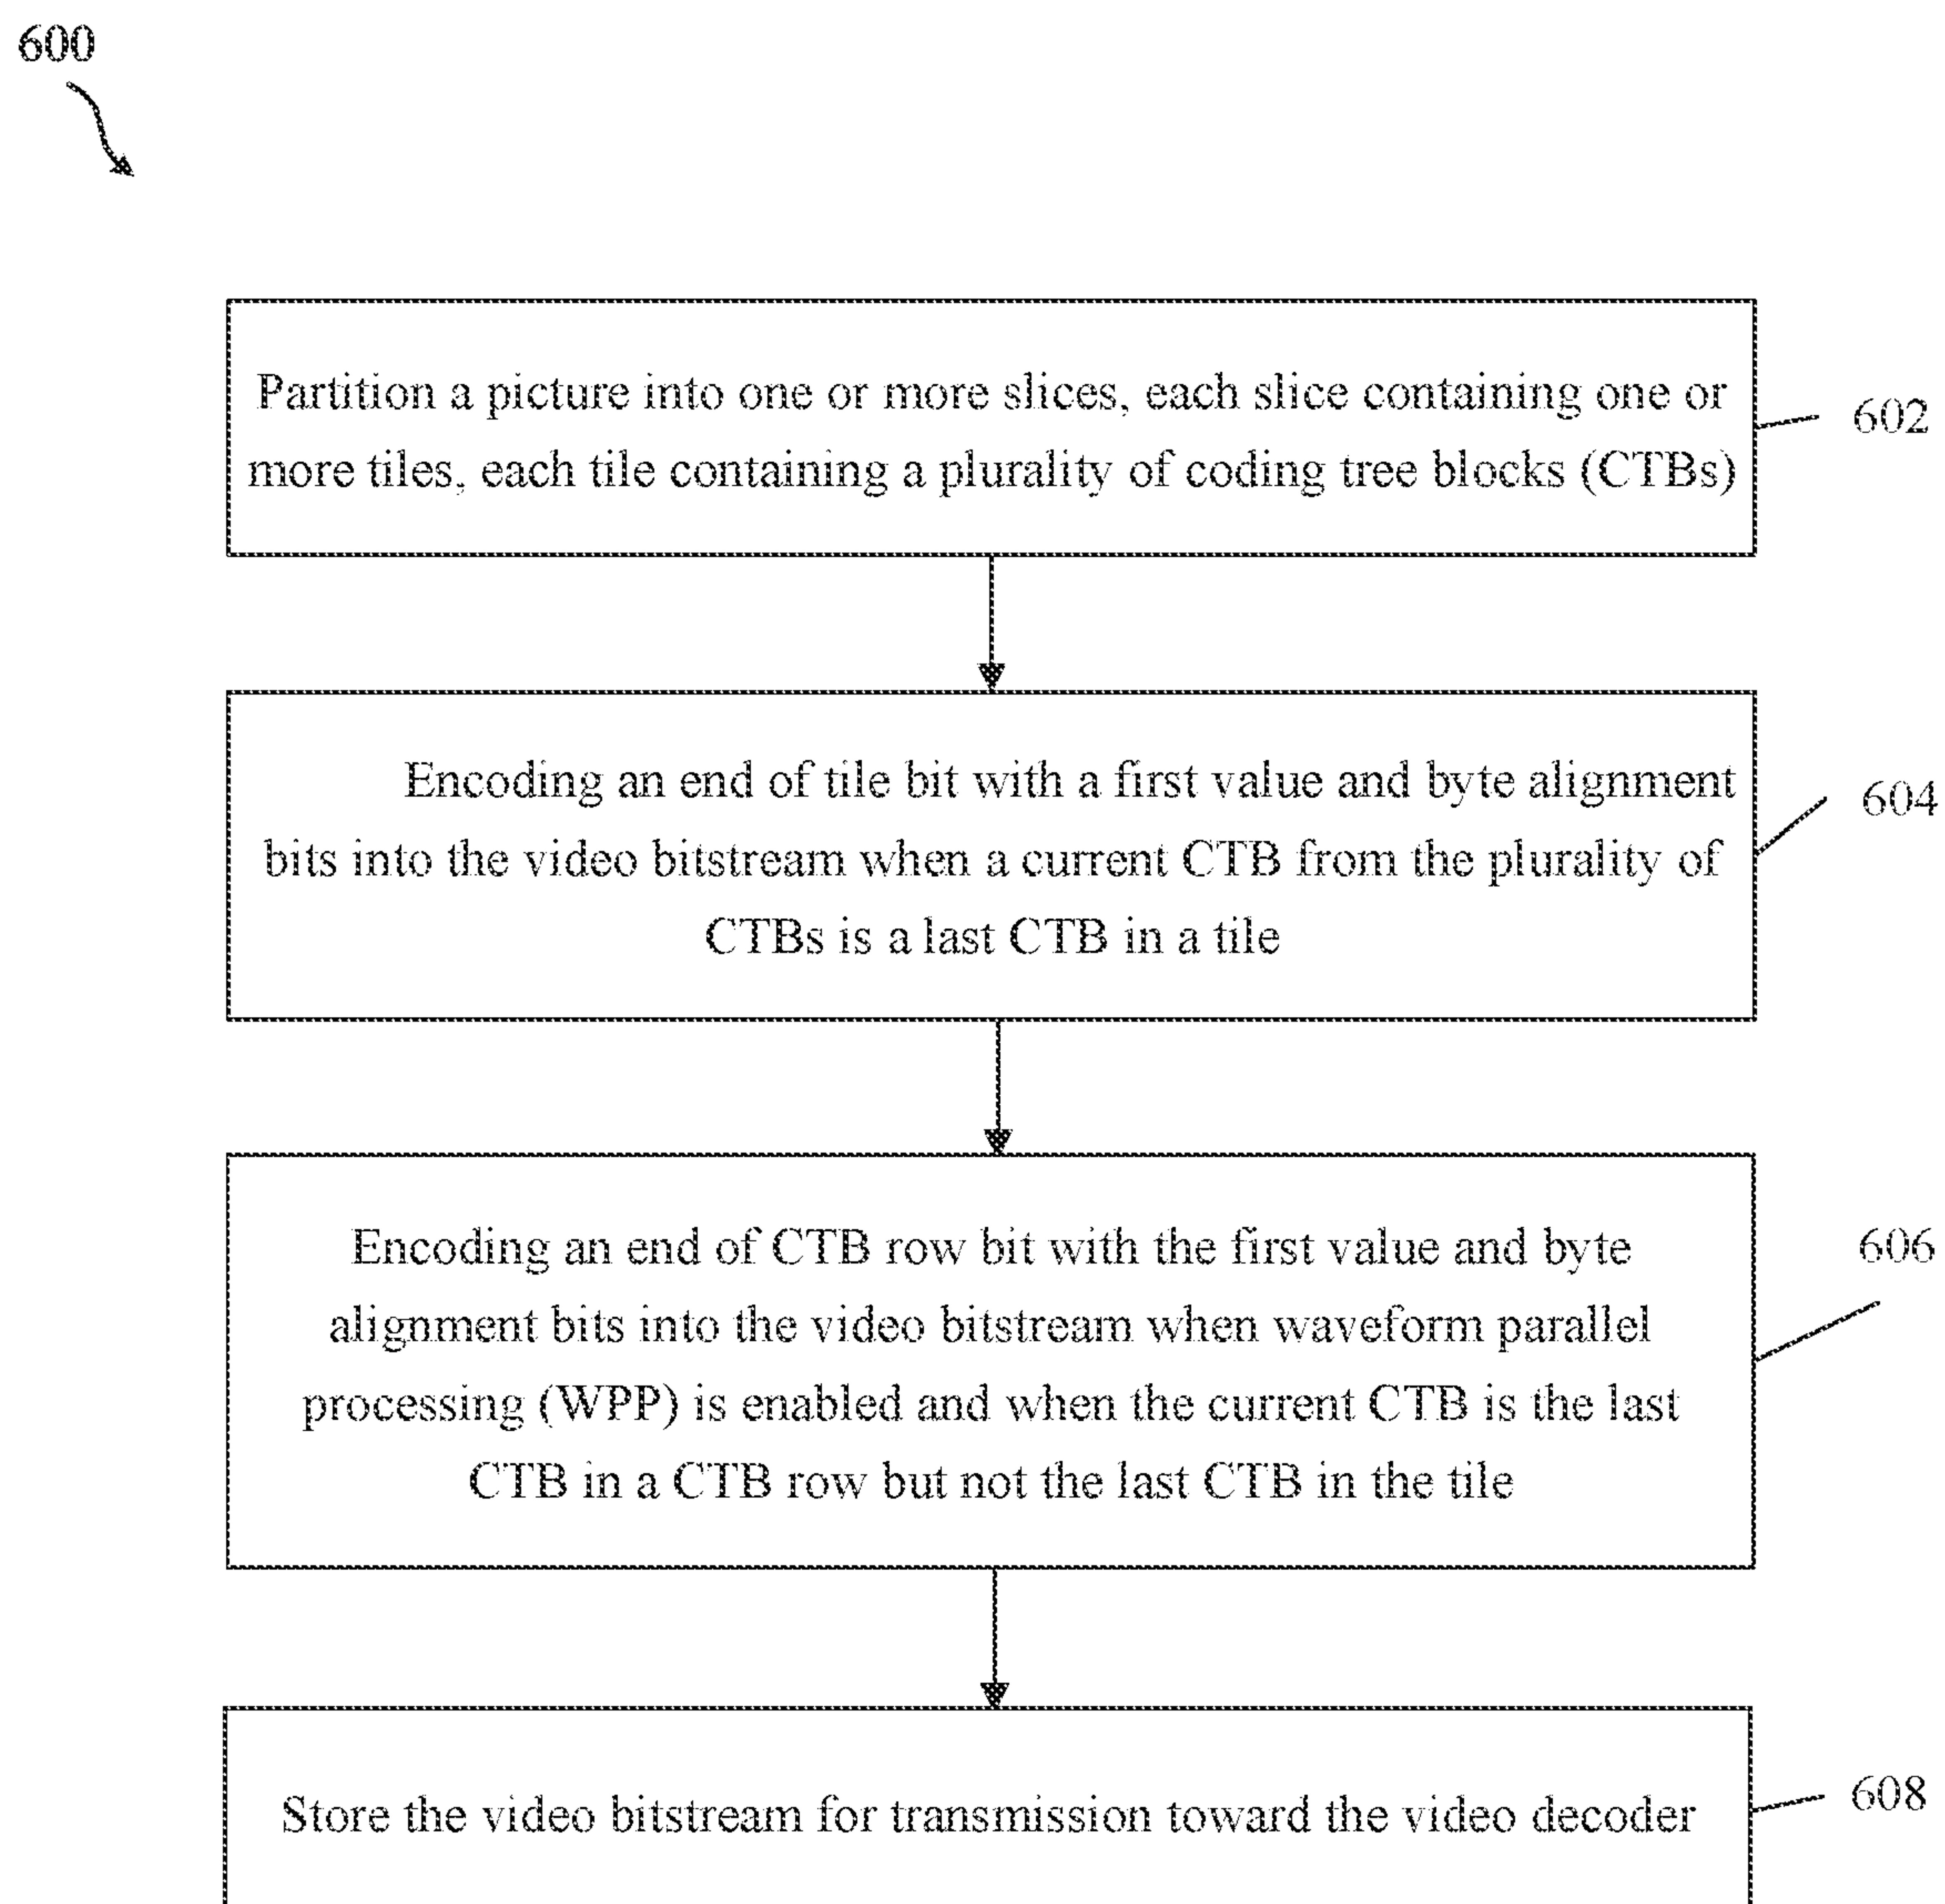 600
Partition a picture into one or more slices, each slice containing one or
more tiles, each tile containing a plurality of coding tree blocks (CTBs)
602
Encoding an end of tile bit with a first value and byte alignment
bits into the video bitstream when a current CTB from the plurality of
CTBs is a last CTB in a tile
604
Encoding an end of CTB row bit with the first value and byte
alignment bits into the video bitstream when waveform parallel
processing (WPP) is enabled and when the current CTB is the last
CTB in a CTB row but not the last CTB in the tile
606
Store the video bitstream for transmission toward the video decoder
608